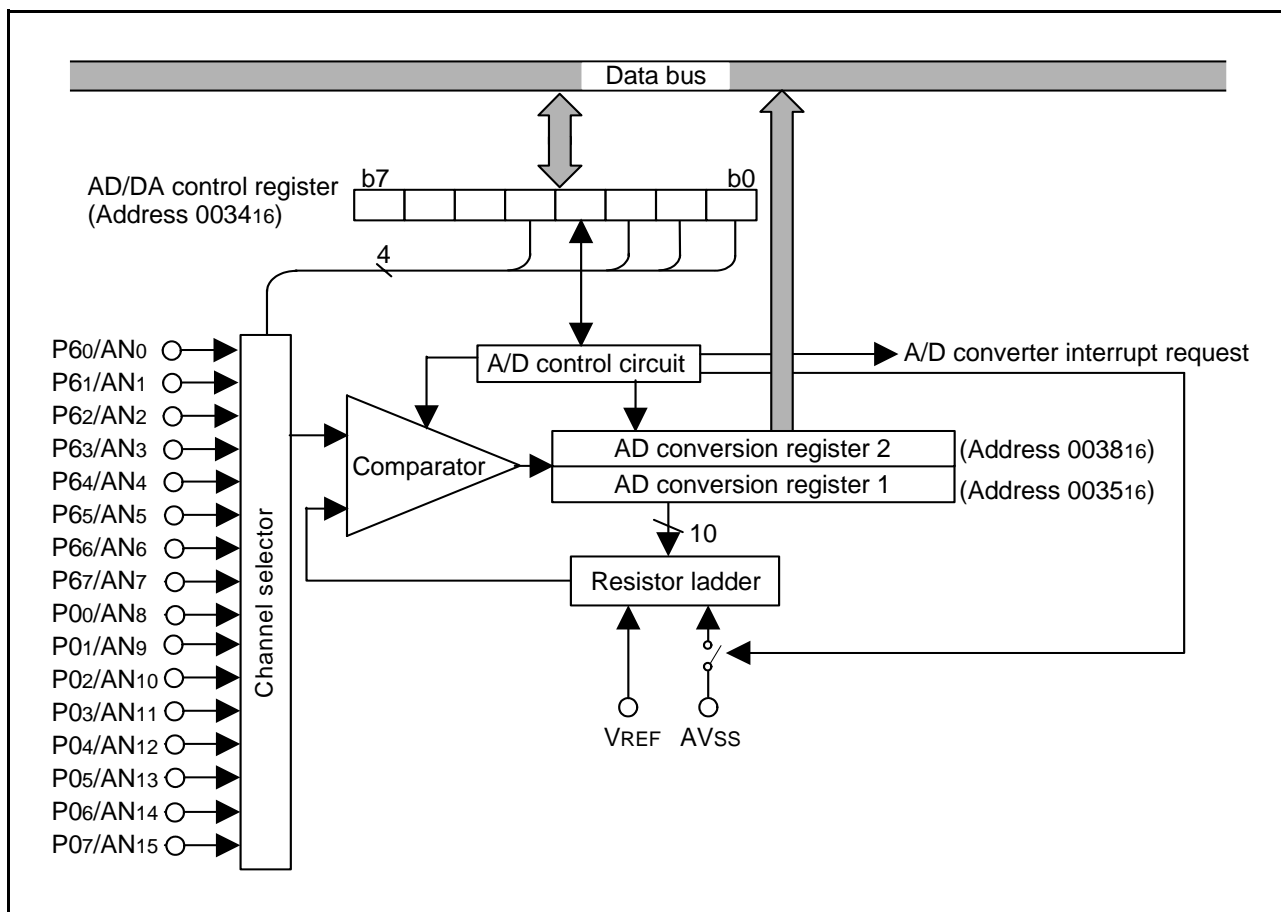 Data bus
AD/DA control register
(Address 003416)
b7
b0
4
P60/AN0
P61/AN1
P62/AN2
P63/AN3
P64/AN4
P65/AN5
P66/AN6
P67/AN7
P00/AN8
P01/AN9
P02/AN10
P03/AN11
P04/AN12
P05/AN13
P06/AN14
P07/AN15
Channel selector
A/D control circuit
A/D converter interrupt request
Comparator
AD conversion register 2
(Address 003816)
AD conversion register 1
(Address 003516)
10
Resistor ladder
VREF
AVSS